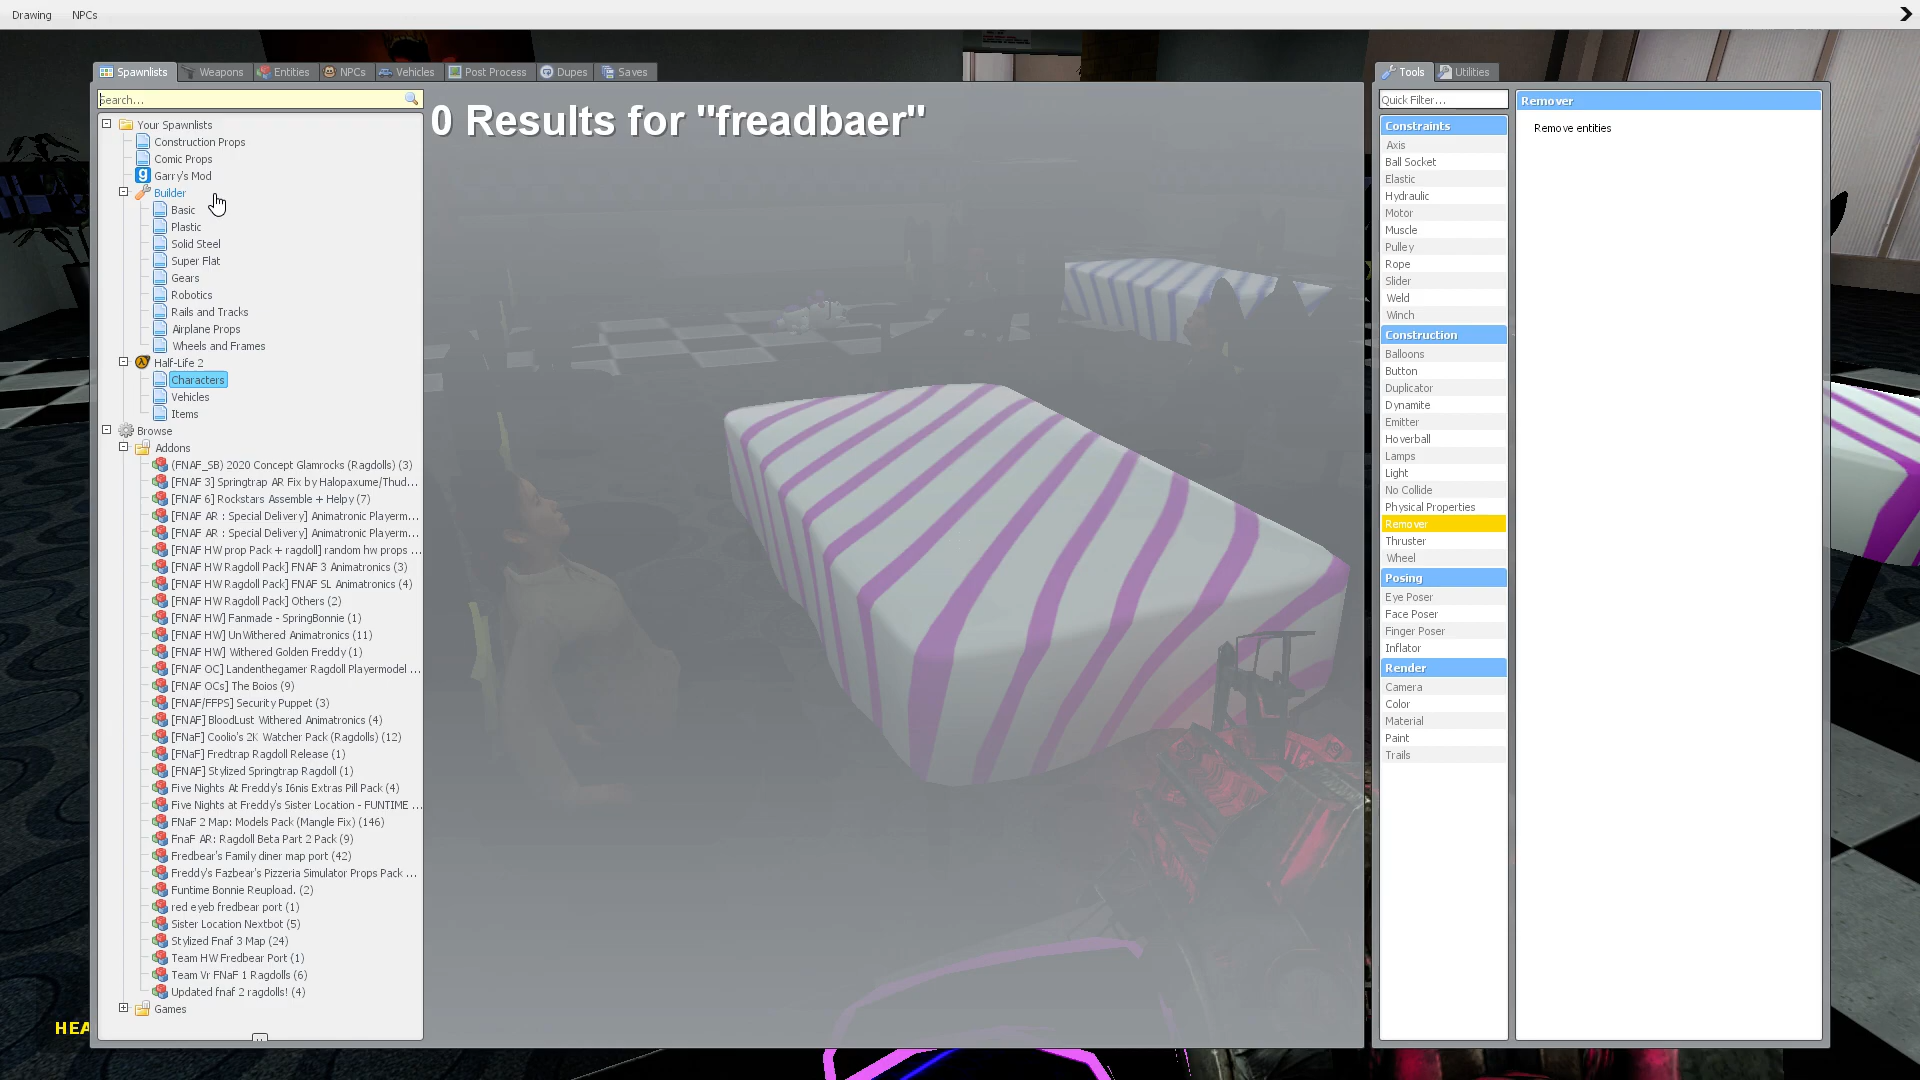 Drawing NPCs
Spawnlists Weapons Entities NPCs Vehicles Post Process Dupes Saves
Search...
0 Results for "freadbaer"
Your Spawnlists
Construction Props
Comic Props
Garry's Mod
Builder
Basic
Plastic
Solid Steel
Super Flat
Gears
Robotics
Rails and Tracks
Airplane Props
Wheels and Frames
Half-Life 2
Characters
Vehicles
Items
Browse
Addons
(FNAF_SB) 2020 Concept Glamrocks (Ragdolls) (3)
[FNAF 3] Springtrap AR Fix by Halopaxume/Thud...
[FNAF 6] Rockstars Assemble + Helpy (7)
[FNAF AR : Special Delivery] Animatronic Playerm...
[FNAF AR : Special Delivery] Animatronic Playerm...
[FNAF HW prop Pack + ragdoll] random hw props ...
[FNAF HW Ragdoll Pack] FNAF 3 Animatronics (3)
[FNAF HW Ragdoll Pack] FNAF SL Animatronics (4)
[FNAF HW Ragdoll Pack] Others (2)
[FNAF HW] Fanmade - SpringBonnie (1)
[FNAF HW] UnWithered Animatronics (11)
[FNAF HW] Withered Golden Freddy (1)
[FNAF OC] Landenthegamer Ragdoll Playermodel ...
[FNAF OCs] The Boios (9)
[FNAF/FFPS] Security Puppet (3)
[FNAF] BloodLust Withered Animatronics (4)
[FNaF] Coolio's 2K Watcher Pack (Ragdolls) (12)
[FNaF] Fredtrap Ragdoll Release (1)
[FNAF] Stylized Springtrap Ragdoll (1)
Five Nights At Freddy's I6nis Extras Pill Pack (4)
Five Nights at Freddy's Sister Location - FUNTIME ...
FNaF 2 Map: Models Pack (Mangle Fix) (146)
FnaF AR: Ragdoll Beta Part 2 Pack (9)
Fredbear's Family diner map port (42)
Freddy's Fazbear's Pizzeria Simulator Props Pack ...
Funtime Bonnie Reupload. (2)
red eyeb fredbear port (1)
Sister Location Nextbot (5)
Stylized Fnaf 3 Map (24)
Team HW Fredbear Port (1)
Team Vr FNaF 1 Ragdolls (6)
Updated fnaf 2 ragdolls! (4)
Games
HEA
Tools Utilities
Quick Filter...
Constraints
Axis
Ball Socket
Elastic
Hydraulic
Motor
Muscle
Pulley
Rope
Slider
Weld
Winch
Construction
Balloons
Button
Duplicator
Dynamite
Emitter
Hoverball
Lamps
Light
No Collide
Physical Properties
Remover
Thruster
Wheel
Posing
Eye Poser
Face Poser
Finger Poser
Inflator
Render
Camera
Color
Material
Paint
Trails
Remover
Remove entities